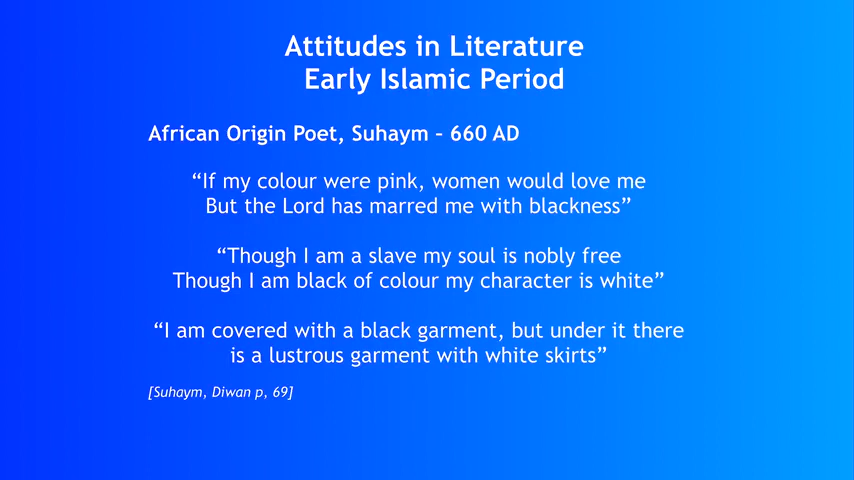 Attitudes in Literature
Early Islamic Period
African Origin Poet, Suhaym – 660 AD
“If my colour were pink, women would love me
But the Lord has marred me with blackness”
“Though I am a slave my soul is nobly free
Though I am black of colour my character is white”
“I am covered with a black garment, but under it there
is a lustrous garment with white skirts”
[Suhaym, Diwan p, 69]